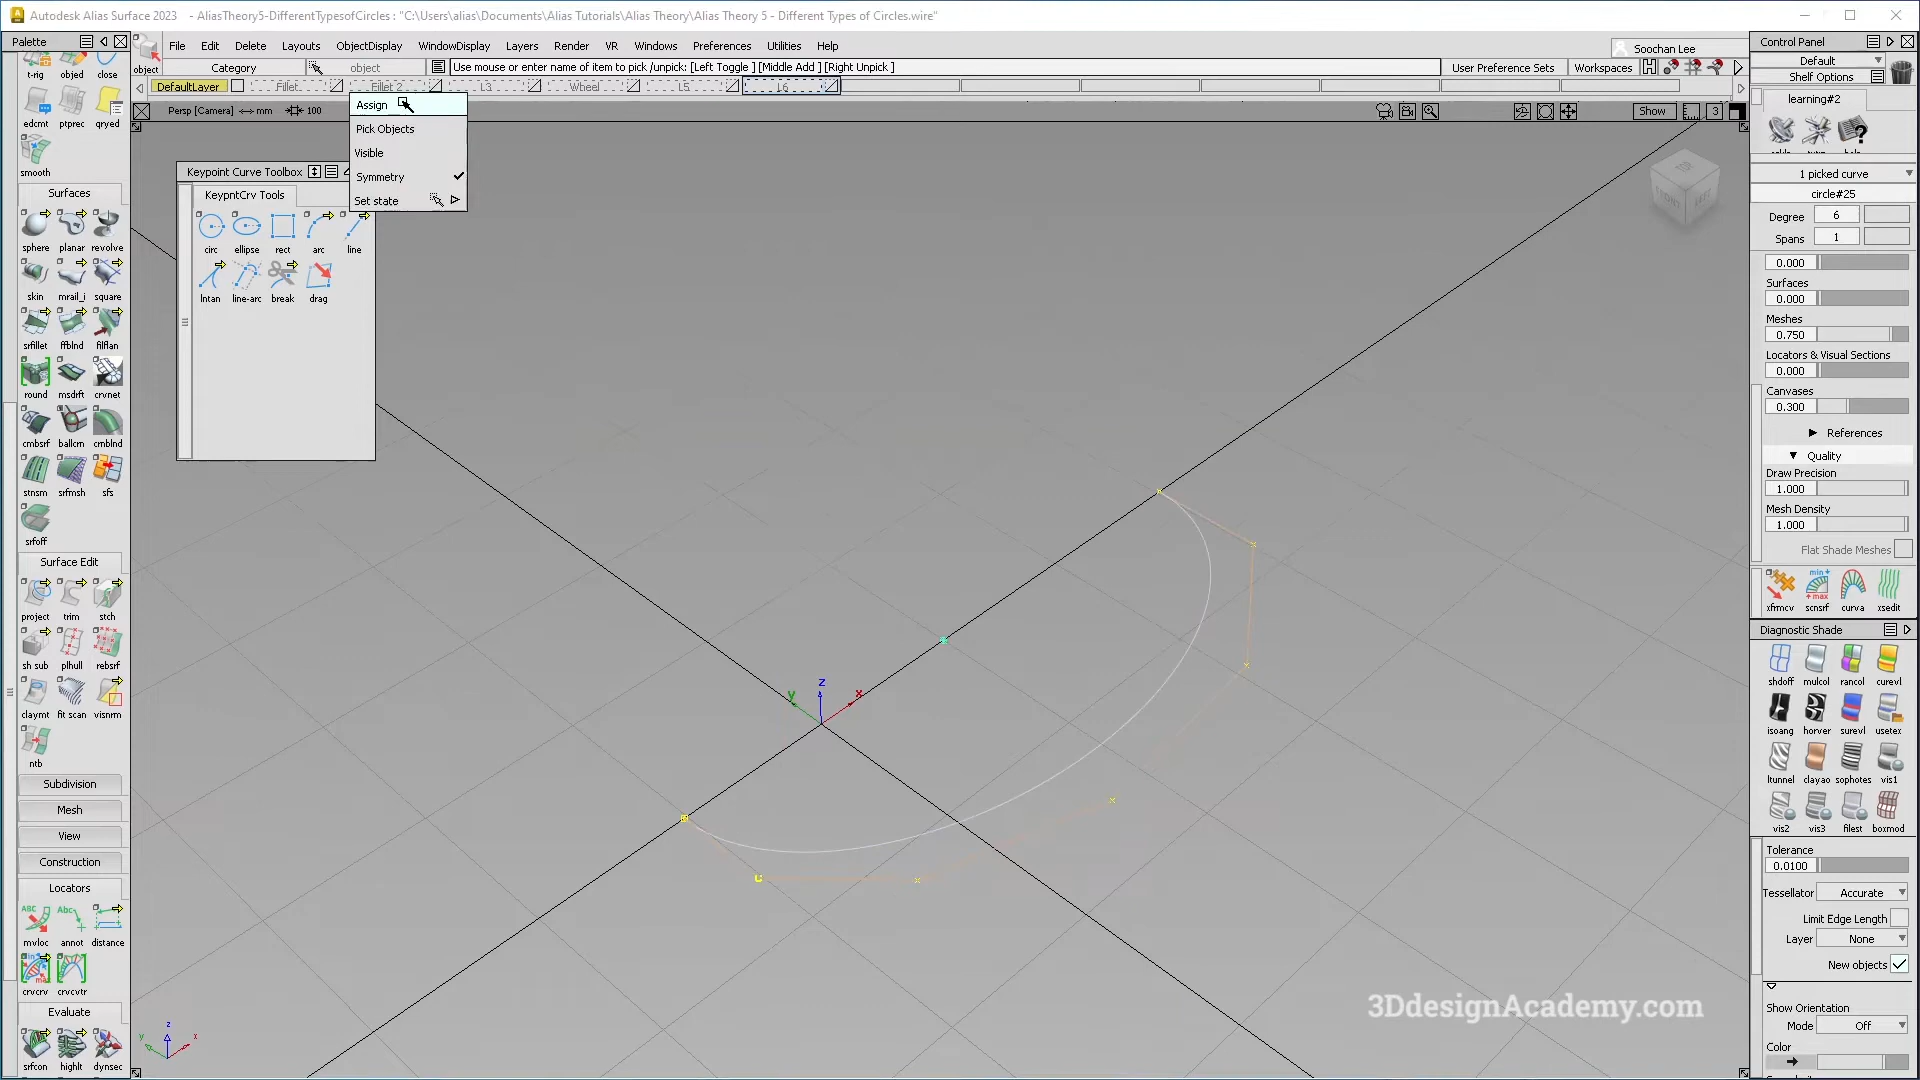 Autodesk Alias Surface 2023 - AliasTheory5-DifferentTypesofCircles : "C:\Users\alias\Documents\Alias Tutorials\Alias Theory\Alias Theory 5 - Different Types of Circles.wire"
Palette
File Edit Delete Layouts ObjectDisplay WindowDisplay Layers Render VR Windows Preferences Utilities Help
Soochan Lee
Control Panel
object Category object Use mouse or enter name of item to pick /unpick: [Left Toggle ] [Middle Add ] [Right Unpick ]
User Preference Sets Workspaces
Default
Shelf Options
DefaultLayer Fillet Fillet 2 L3 Wheel L5 L6
Persp [Camera] mm 100 Show 3
learning#2
Assign
Pick Objects
Visible
Symmetry
Set state
Keypoint Curve Toolbox
KeypntCrv Tools
circ ellipse rect arc line
lntan line-arc break drag
t-rig objed close
edcmt ptprec qryed
smooth
Surfaces
sphere planar revolve
skin mrail_i square
srfillet ffblnd filflan
round msdrft crvnet
cmbsrf ballcrn cmblnd
stnsm srfmsh sfs
srfoff
Surface Edit
project trim stch
sh sub plhull rebsrf
claymt fit scan visnrm
ntb
Subdivision
Mesh
View
Construction
Locators
mvloc annot distance
crvcrv crvcvtr
Evaluate
srfcon highlt dynsec
z
y x
z
y x
1 picked curve
circle#25
Degree 6
Spans 1
0.000
Surfaces
0.000
Meshes
0.750
Locators & Visual Sections
0.000
Canvases
0.300
References
Quality
Draw Precision
1.000
Mesh Density
1.000
Flat Shade Meshes
xfrmcv scnsrf curva xsedit
Diagnostic Shade
shdoff mulcol rancol curevl
isoang horver surevl usetex
ltunnel clayao sophotes vis1
vis2 vis3 filest boxmod
Tolerance
0.0100
Tessellator Accurate
Limit Edge Length
Layer None
New objects
Show Orientation
Mode Off
Color
3DdesignAcademy.com